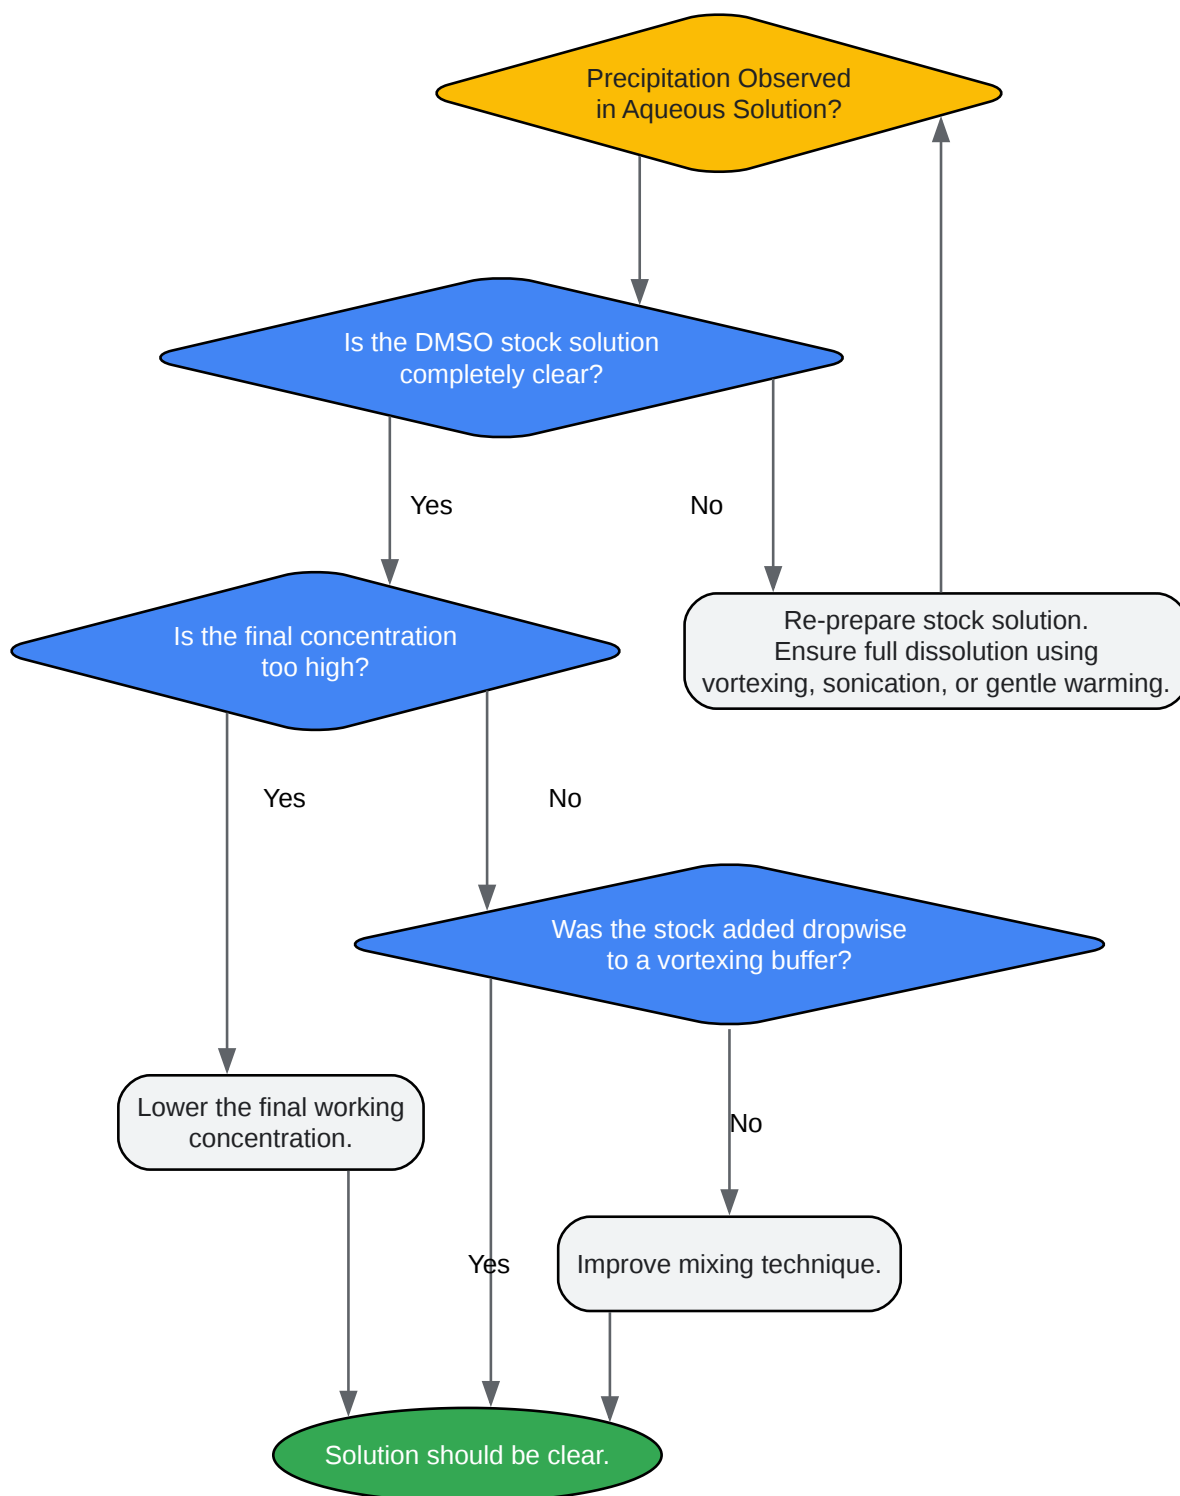 Precipitation Observed
in Aqueous Solution?
Is the DMSO stock solution
completely clear?
Yes
No
Is the final concentration
too high?
Re-prepare stock solution.
Ensure full dissolution using
vortexing, sonication, or gentle warming.
Yes
No
Was the stock added dropwise
to a vortexing buffer?
Lower the final working
concentration.
No
Yes
Improve mixing technique.
Solution should be clear.